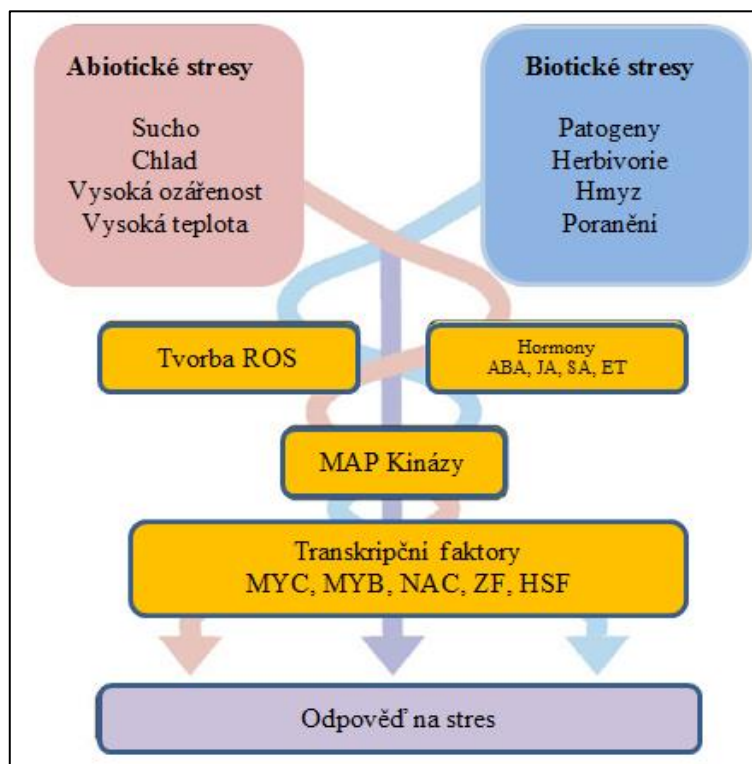 Abiotické stresy
Sucho
Chlad
Vysoká ozářenost
Vysoká teplota
Biotické stresy
Patogeny
Herbivorie
Hmyz
Poranění
Tvorba ROS
Hormony
ABA, JA, SA, ET
MAP Kinázy
Transkripční faktory
MYC, MYB, NAC, ZF, HSF
Odpověď na stres